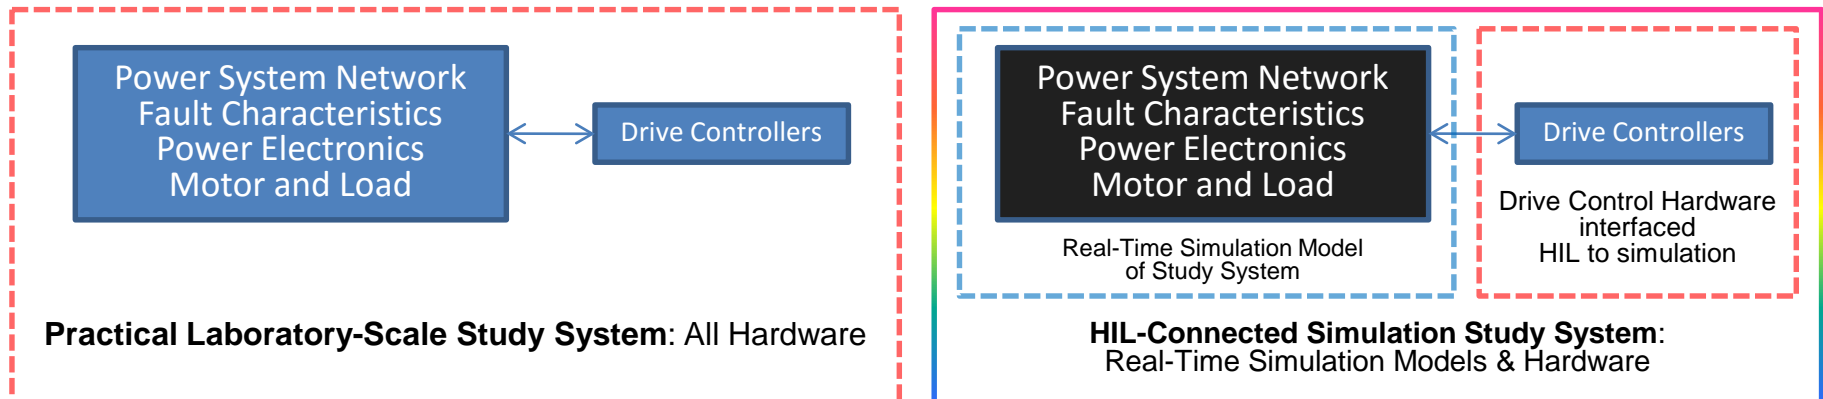 Power System Network
Fault Characteristics
Power Electronics
Motor and Load
Drive Controllers
Practical Laboratory-Scale Study System: All Hardware
Power System Network
Fault Characteristics
Power Electronics
Motor and Load
Real-Time Simulation Model
of Study System
Drive Controllers
Drive Control Hardware
interfaced
HIL to simulation
HIL-Connected Simulation Study System:
Real-Time Simulation Models & Hardware